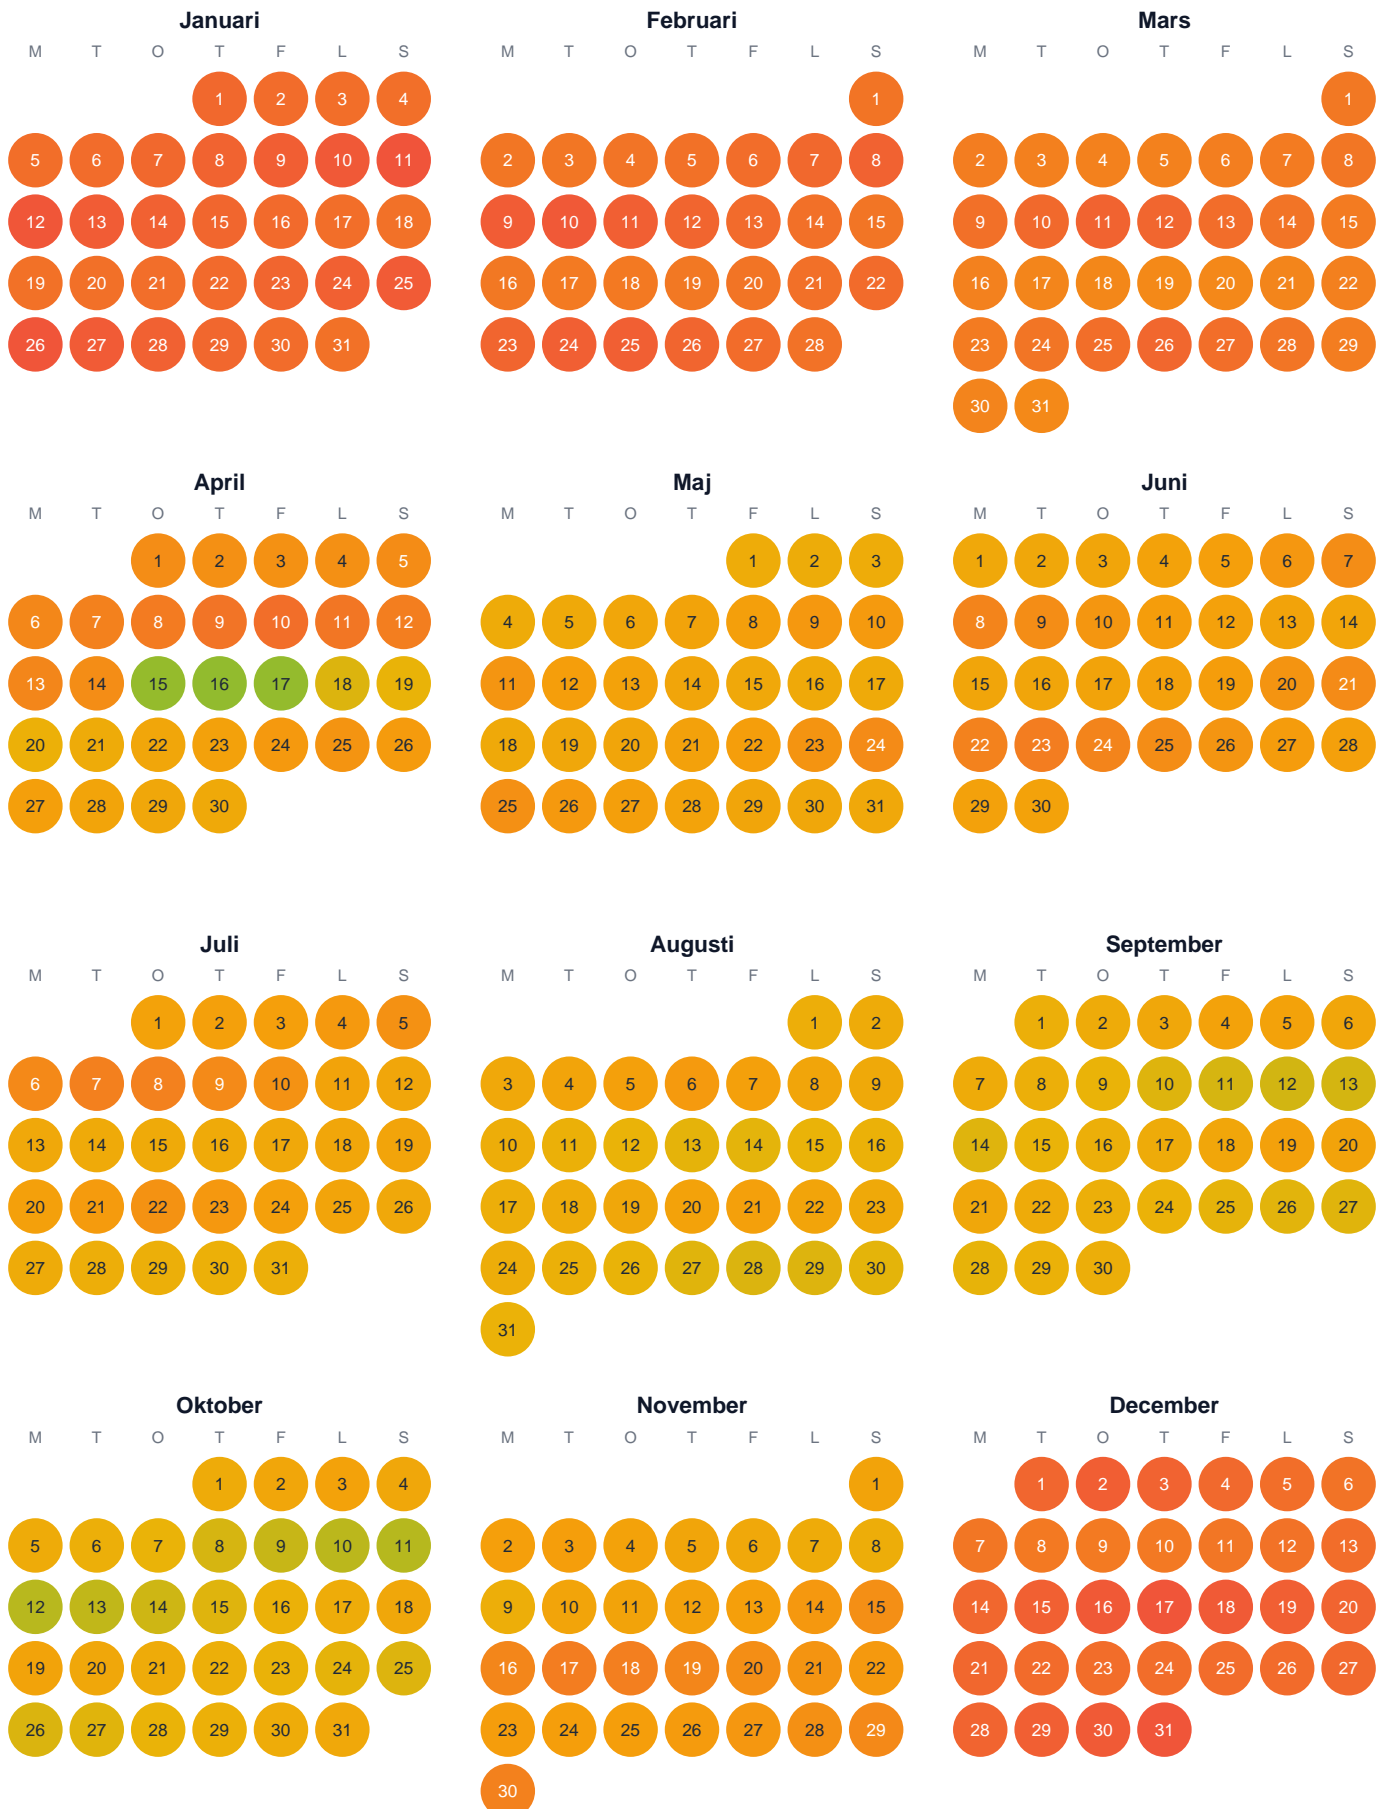 Januari
M T O T F L S
1 2 3 4
5 6 7 8 9 10 11
12 13 14 15 16 17 18
19 20 21 22 23 24 25
26 27 28 29 30 31
Februari
M T O T F L S
1
2 3 4 5 6 7 8
9 10 11 12 13 14 15
16 17 18 19 20 21 22
23 24 25 26 27 28
Mars
M T O T F L S
1
2 3 4 5 6 7 8
9 10 11 12 13 14 15
16 17 18 19 20 21 22
23 24 25 26 27 28 29
30 31
April
M T O T F L S
1 2 3 4 5
6 7 8 9 10 11 12
13 14 15 16 17 18 19
20 21 22 23 24 25 26
27 28 29 30
Maj
M T O T F L S
1 2 3
4 5 6 7 8 9 10
11 12 13 14 15 16 17
18 19 20 21 22 23 24
25 26 27 28 29 30 31
Juni
M T O T F L S
1 2 3 4 5 6 7
8 9 10 11 12 13 14
15 16 17 18 19 20 21
22 23 24 25 26 27 28
29 30
Juli
M T O T F L S
1 2 3 4 5
6 7 8 9 10 11 12
13 14 15 16 17 18 19
20 21 22 23 24 25 26
27 28 29 30 31
Augusti
M T O T F L S
1 2
3 4 5 6 7 8 9
10 11 12 13 14 15 16
17 18 19 20 21 22 23
24 25 26 27 28 29 30
31
September
M T O T F L S
1 2 3 4 5 6
7 8 9 10 11 12 13
14 15 16 17 18 19 20
21 22 23 24 25 26 27
28 29 30
Oktober
M T O T F L S
1 2 3 4
5 6 7 8 9 10 11
12 13 14 15 16 17 18
19 20 21 22 23 24 25
26 27 28 29 30 31
November
M T O T F L S
1
2 3 4 5 6 7 8
9 10 11 12 13 14 15
16 17 18 19 20 21 22
23 24 25 26 27 28 29
30
December
M T O T F L S
1 2 3 4 5 6
7 8 9 10 11 12 13
14 15 16 17 18 19 20
21 22 23 24 25 26 27
28 29 30 31